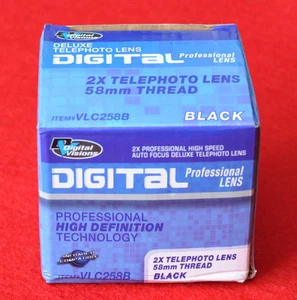 DELUXE
TELEPHOTO LENS
DIGITAL Professional
LENS
2X TELEPHOTO LENS
58mm THREAD
ITEM# VLC258B
BLACK
Digital
Visions
2X PROFESSIONAL HIGH SPEED
AUTO FOCUS DELUXE TELEPHOTO LENS
DIGITAL Professional
LENS
PROFESSIONAL
HIGH DEFINITION
TECHNOLOGY
2X TELEPHOTO LENS
58mm THREAD
ITEM# VLC258B
BLACK